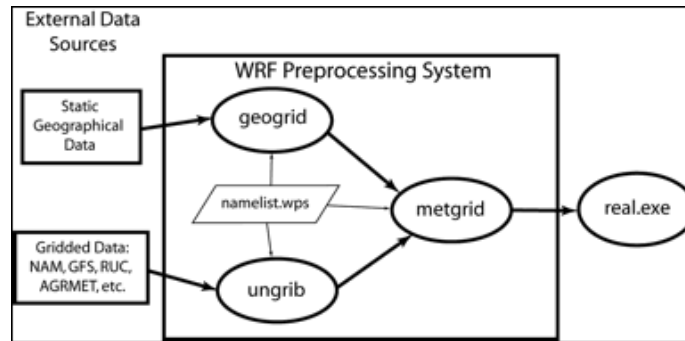 External Data
Sources
WRF Preprocessing System
Static
Geographical
Data
geogrid
namelist.wps
metgrid
real.exe
Gridded Data:
NAM, GFS, RUC,
AGRMET, etc.
ungrib